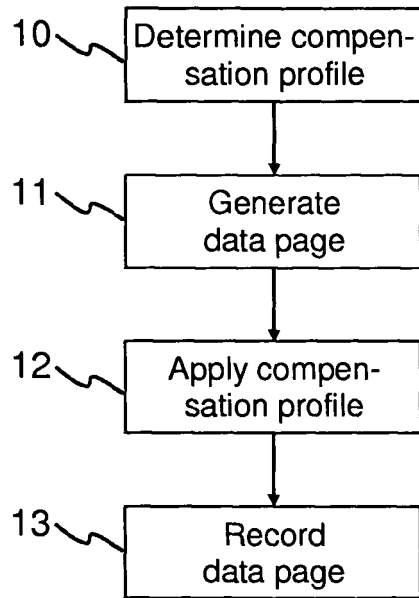 10
Determine compen-
sation profile
11
Generate
data page
12
Apply compen-
sation profile
13
Record
data page